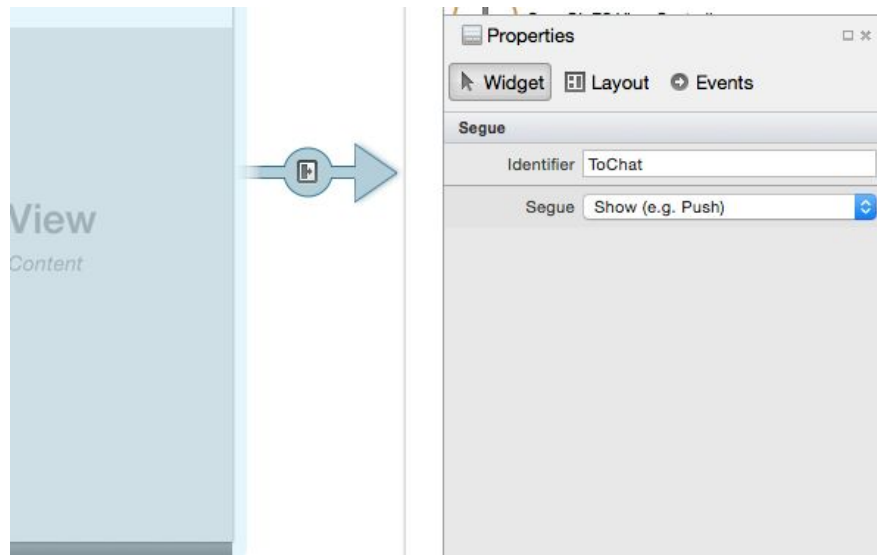 Properties
Widget Layout Events
Segue
Identifier ToChat
Segue Show (e.g. Push)
View
Content